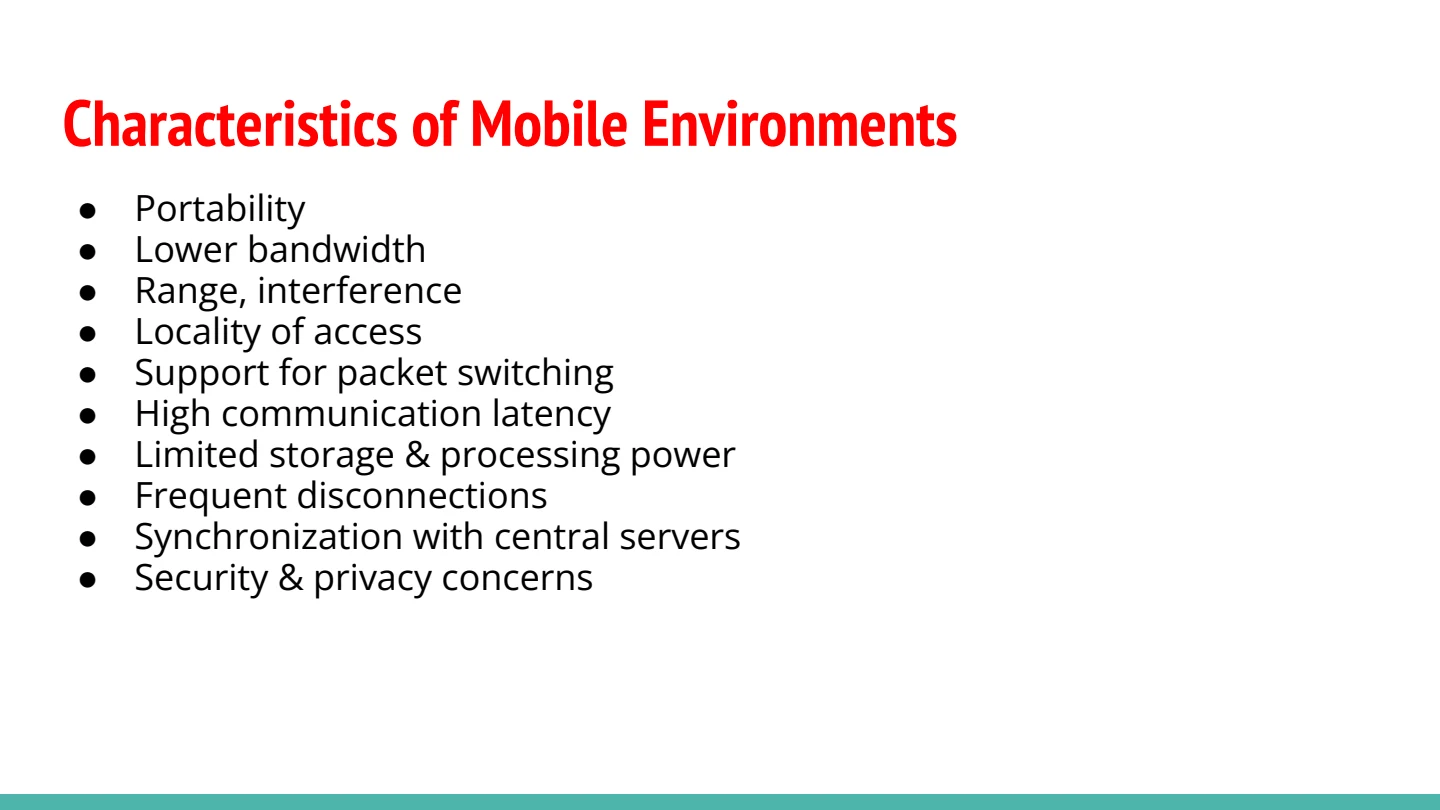 Characteristics of Mobile Environments
● Portability
● Lower bandwidth
● Range, interference
● Locality of access
● Support for packet switching
● High communication latency
● Limited storage & processing power
● Frequent disconnections
● Synchronization with central servers
● Security & privacy concerns